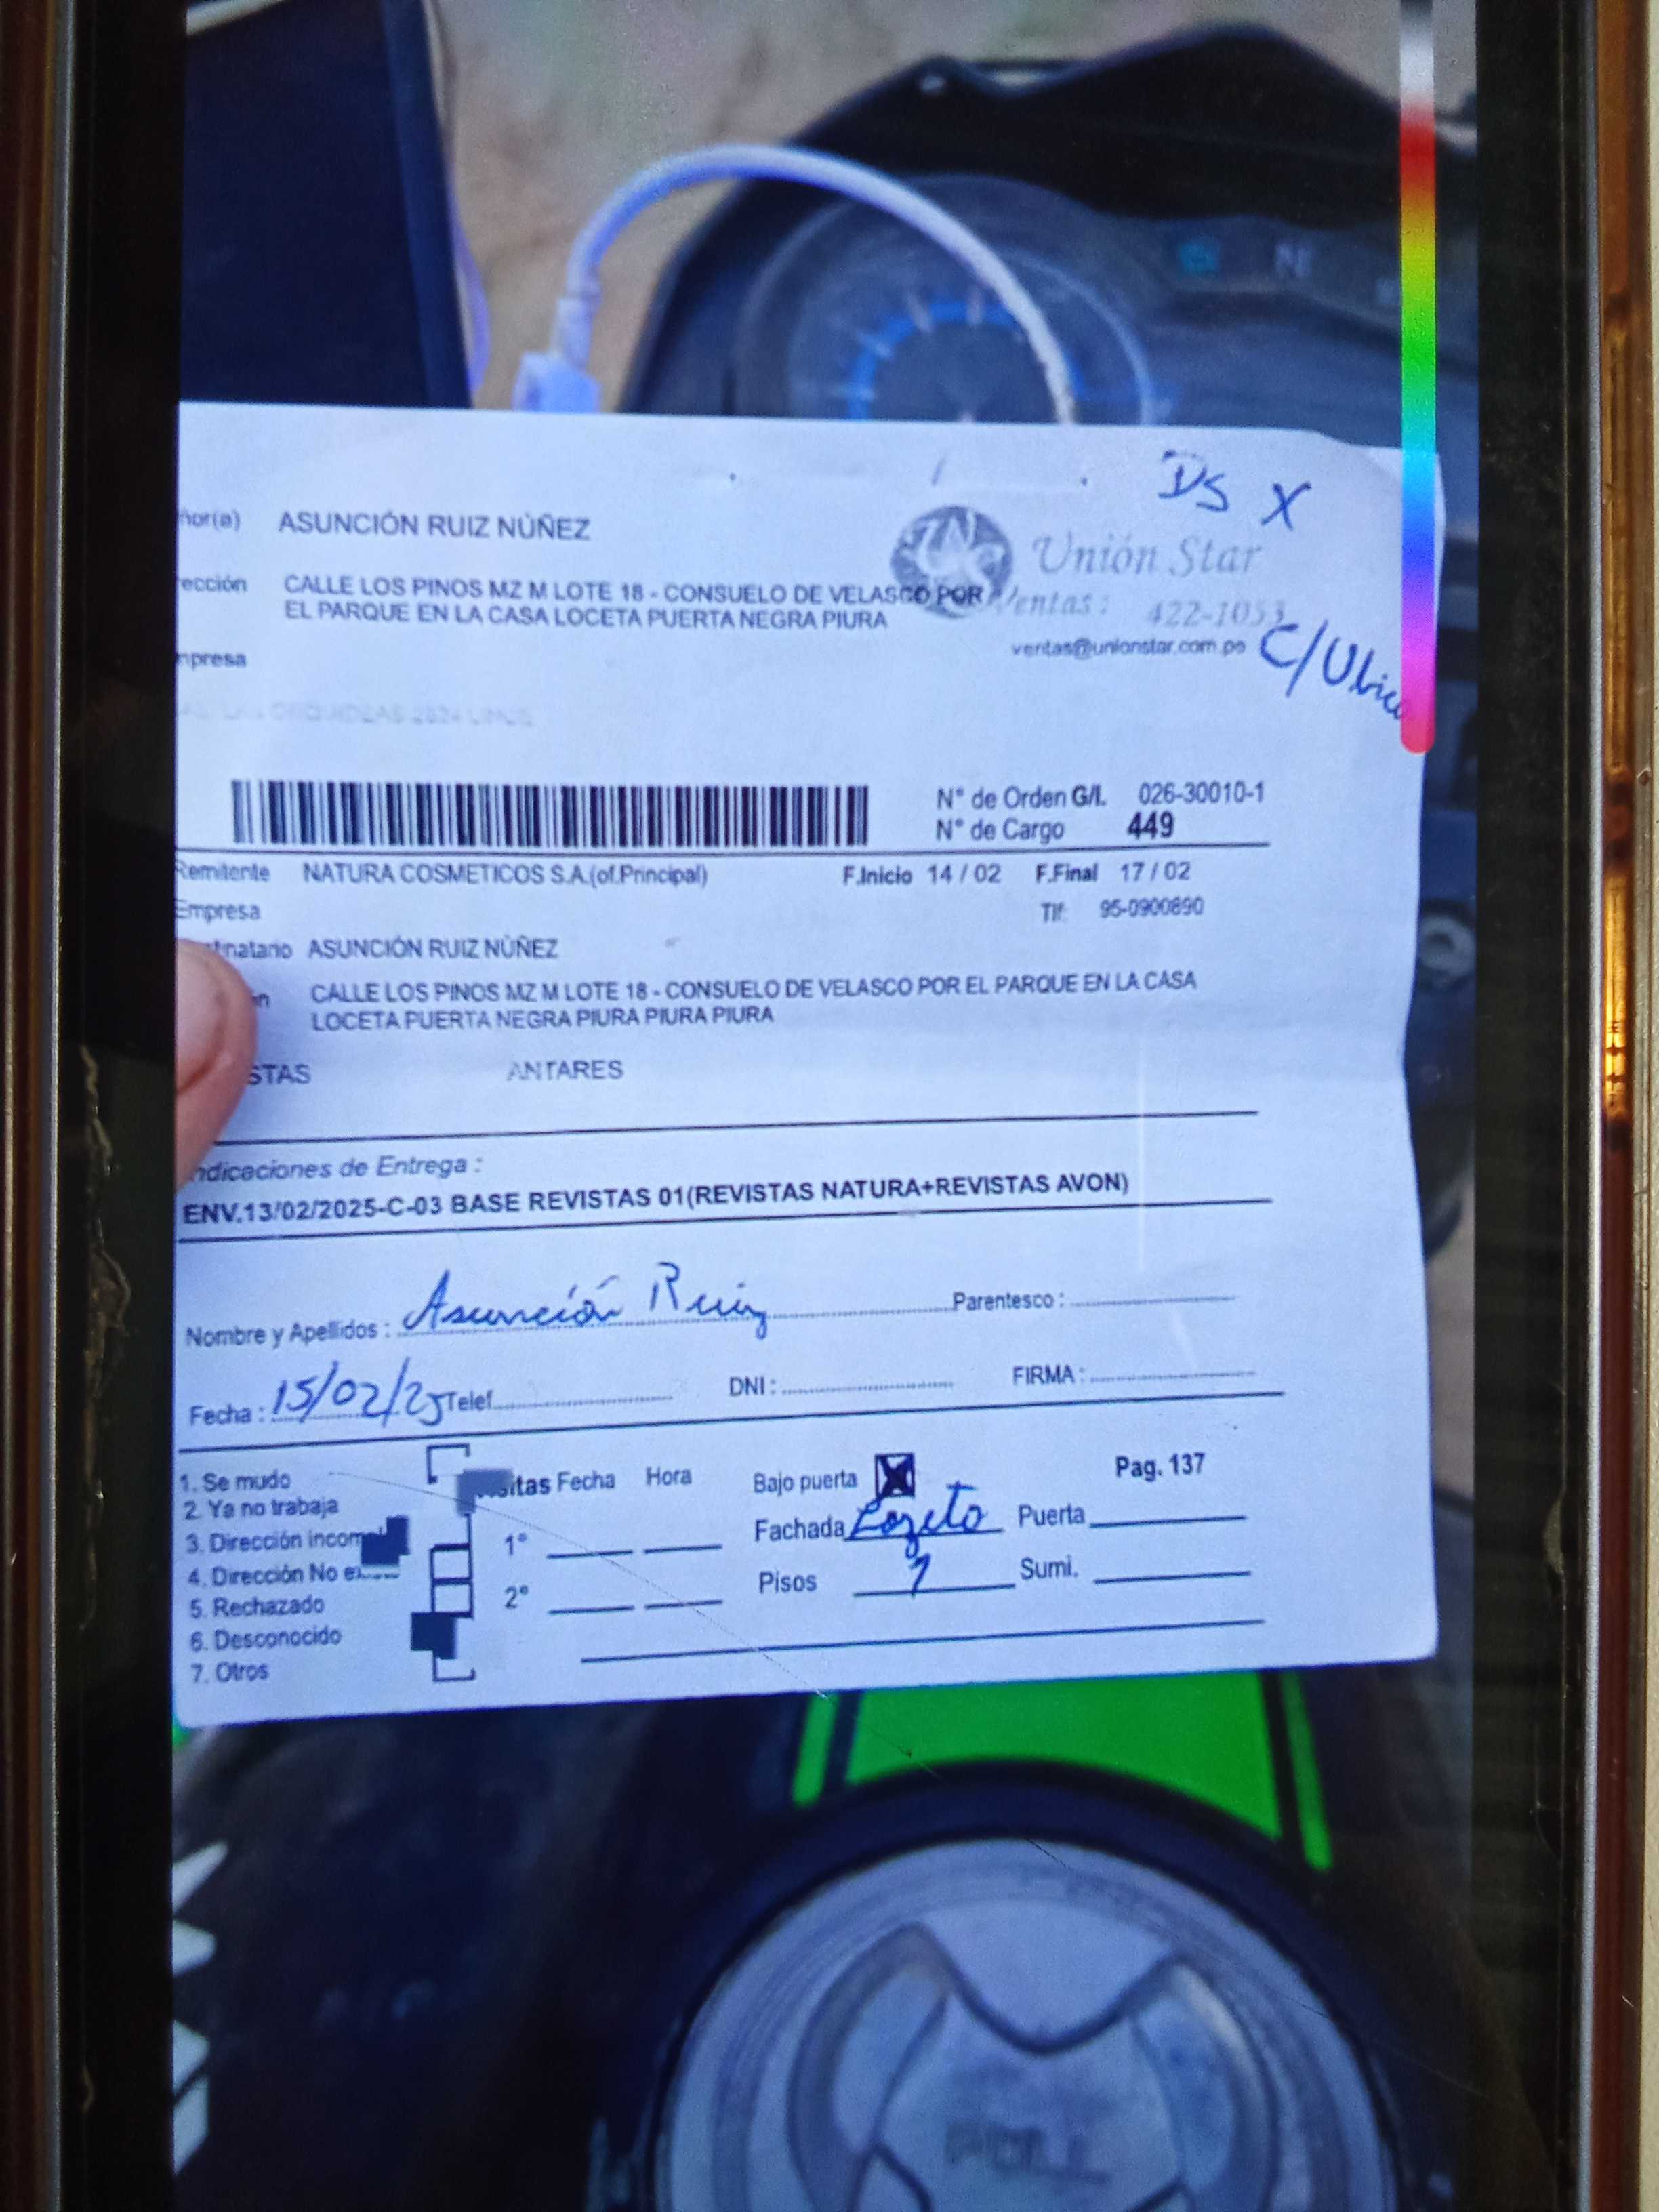 DS X
ñor(a) ASUNCIÓN RUIZ NÚÑEZ
Unión Star
rección CALLE LOS PINOS MZ M LOTE 18 - CONSUELO DE VELASCO POR
EL PARQUE EN LA CASA LOCETA PUERTA NEGRA PIURA
Ventas: 422-1053
ventas@unionstar.com.pe
C/Ubica
mpresa
N° de Orden G/I. 026-30010-1
N° de Cargo 449
Remitente NATURA COSMETICOS S.A.(of.Principal) F.Inicio 14 / 02 F.Final 17 / 02
Empresa Tlf: 95-0900890
tinatario ASUNCIÓN RUIZ NÚÑEZ
ón CALLE LOS PINOS MZ M LOTE 18 - CONSUELO DE VELASCO POR EL PARQUE EN LA CASA
LOCETA PUERTA NEGRA PIURA PIURA PIURA
STAS ANTARES
ndicaciones de Entrega :
ENV.13/02/2025-C-03 BASE REVISTAS 01(REVISTAS NATURA+REVISTAS AVON)
Nombre y Apellidos : Asunción Ruiz Parentesco :
Fecha : 15/02/25 Telef. DNI : FIRMA :
1. Se mudo
2. Ya no trabaja
3. Dirección incom
4. Dirección No e
5. Rechazado
6. Desconocido
7. Otros
sitas Fecha Hora
1°
2°
Bajo puerta X Pag. 137
Fachada Lozeto Puerta
Pisos 1 Sumi.